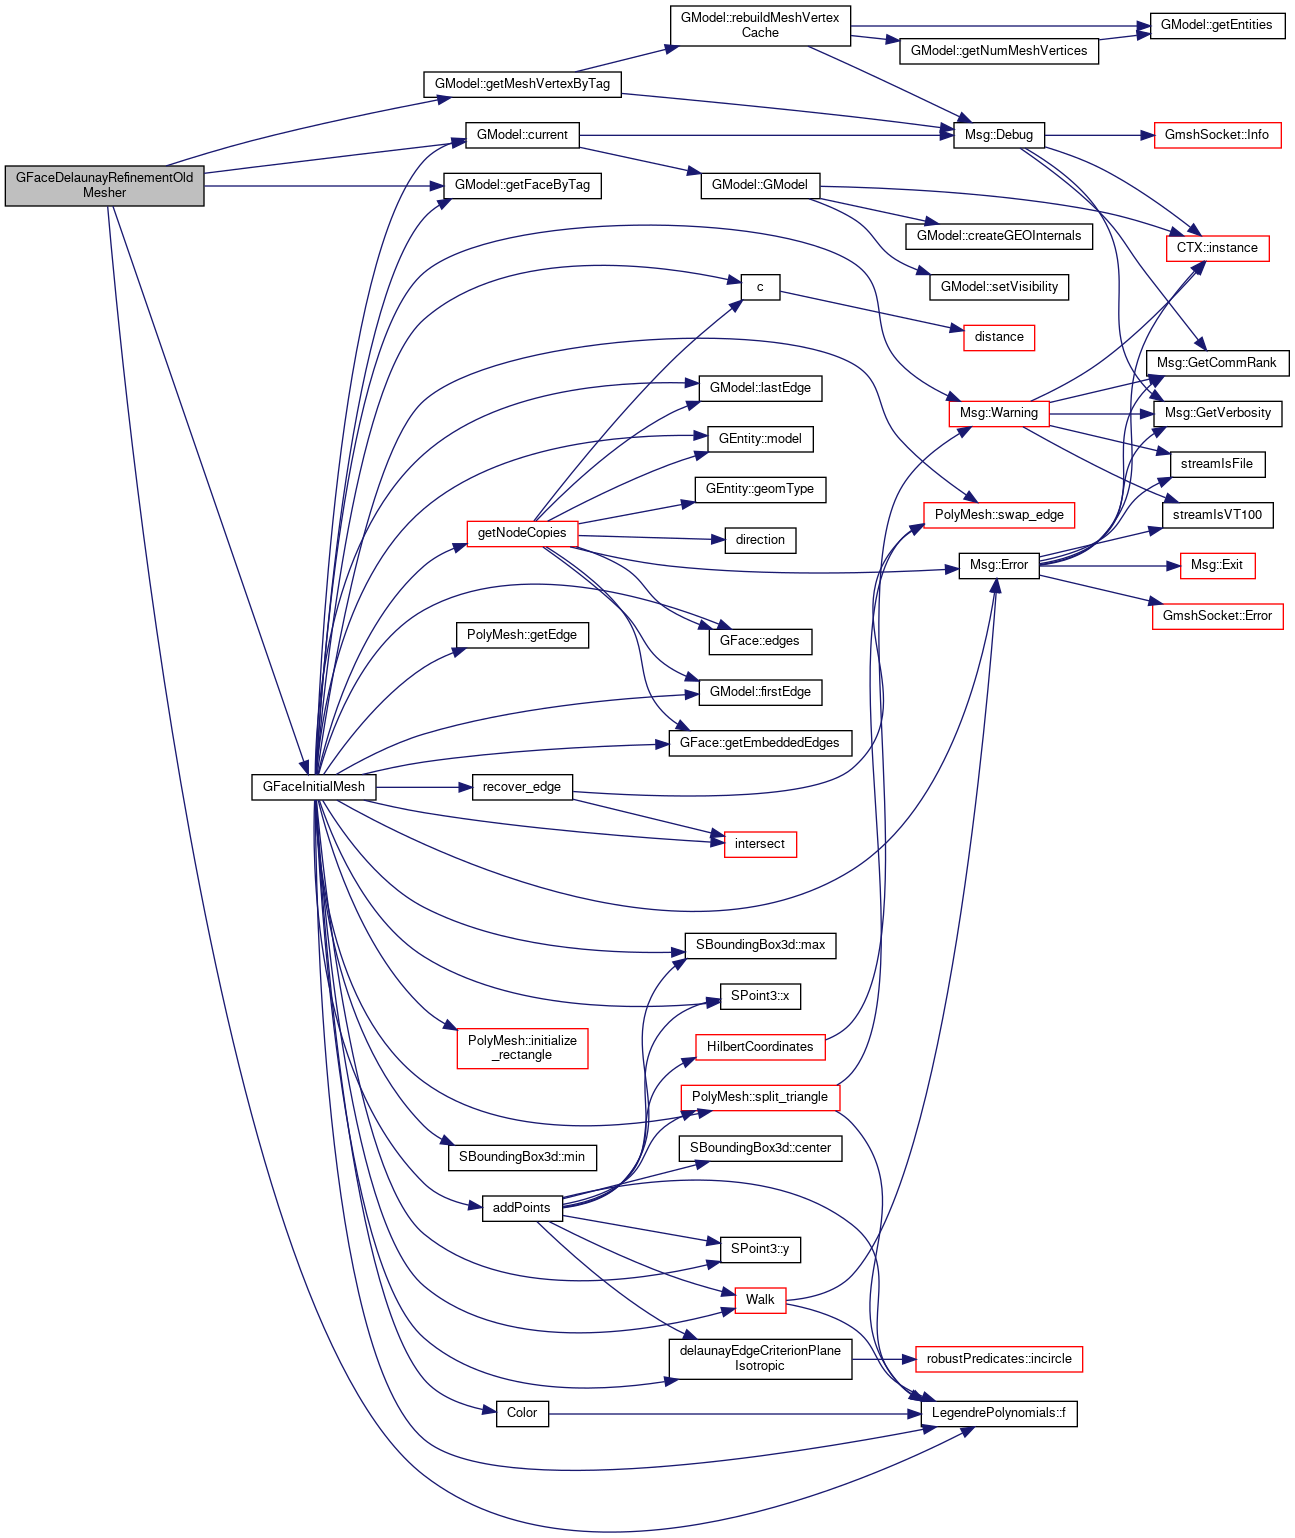 GModel::rebuildMeshVertex
Cache
GModel::getEntities
GModel::getNumMeshVertices
GModel::getMeshVertexByTag
GModel::current
Msg::Debug
GmshSocket::Info
GFaceDelaunayRefinementOld
Mesher
GModel::getFaceByTag
GModel::GModel
GModel::createGEOInternals
CTX::instance
GModel::setVisibility
c
distance
Msg::GetCommRank
GModel::lastEdge
Msg::Warning
Msg::GetVerbosity
GEntity::model
streamIsFile
GEntity::geomType
PolyMesh::swap_edge
streamIsVT100
getNodeCopies
direction
Msg::Error
Msg::Exit
GmshSocket::Error
PolyMesh::getEdge
GFace::edges
GModel::firstEdge
GFace::getEmbeddedEdges
GFaceInitialMesh
recover_edge
intersect
SBoundingBox3d::max
SPoint3::x
PolyMesh::initialize
_rectangle
HilbertCoordinates
PolyMesh::split_triangle
SBoundingBox3d::min
SBoundingBox3d::center
addPoints
SPoint3::y
Walk
delaunayEdgeCriterionPlane
Isotropic
robustPredicates::incircle
Color
LegendrePolynomials::f